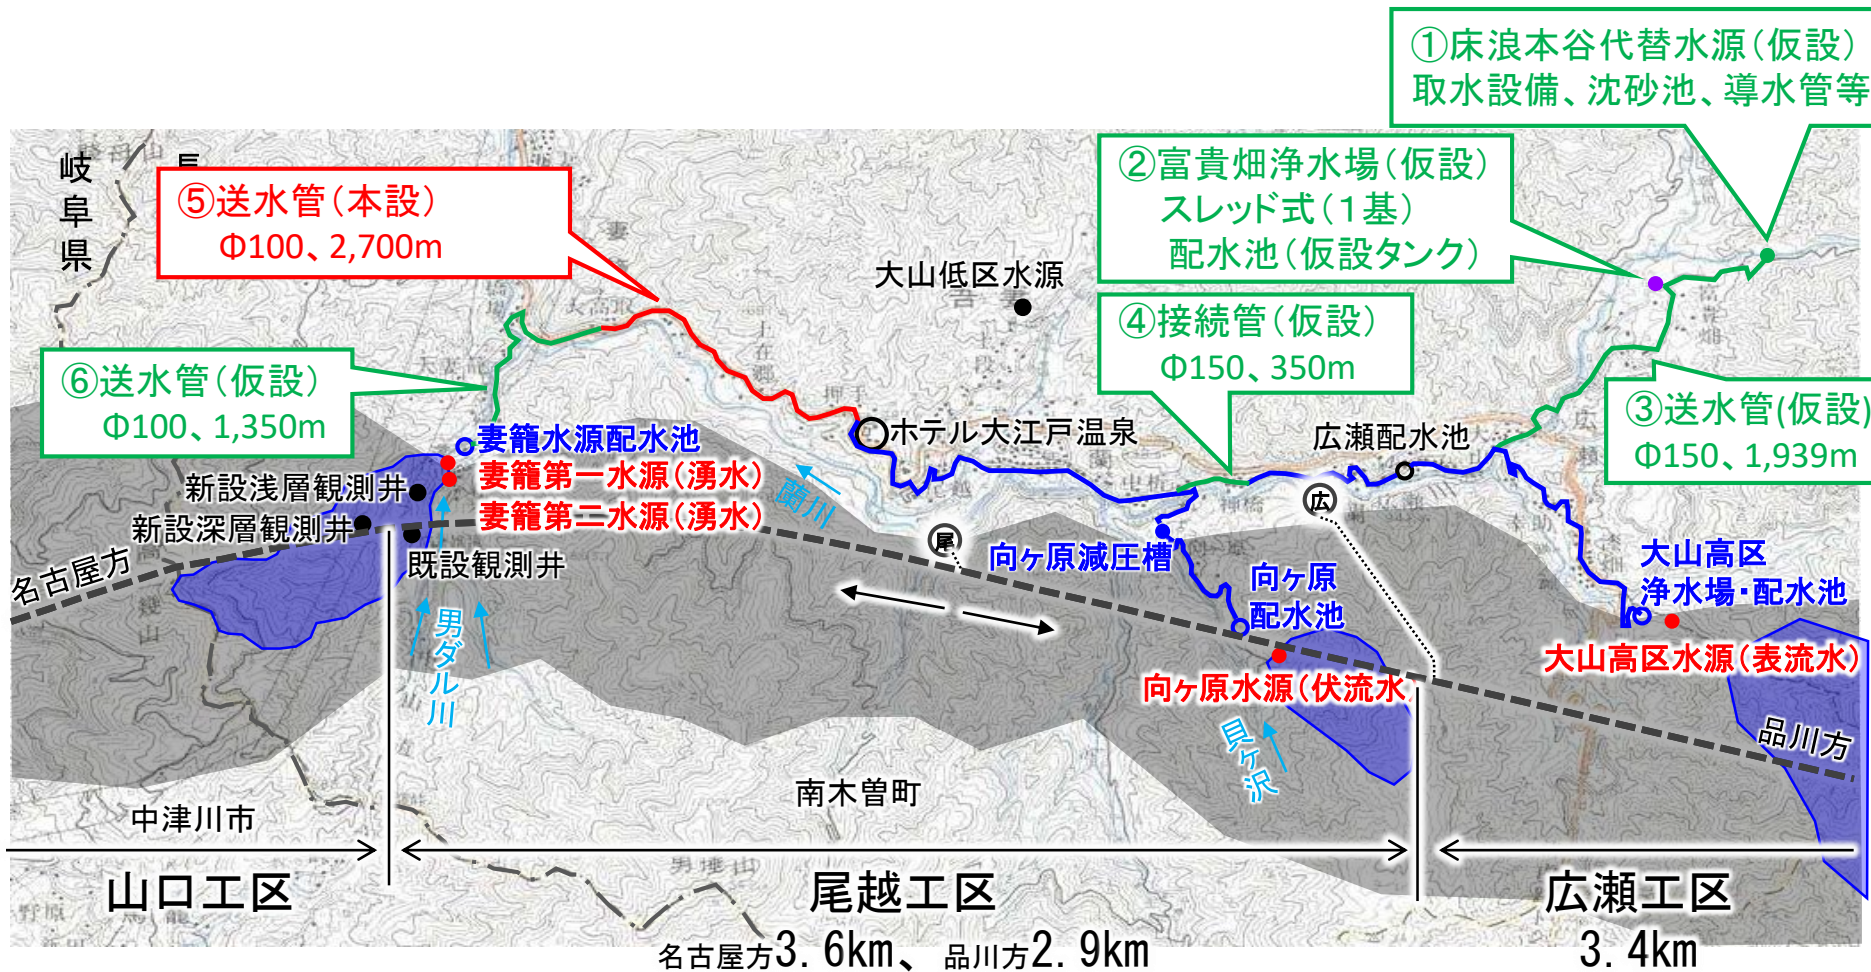 ①床浪本谷代替水源(仮設)
取水設備、沈砂池、導水管等
②富貴畑浄水場(仮設)
スレッド式(1基)
配水池(仮設タンク)
岐阜県
長
⑤送水管(本設)
Φ100、2,700m
大山低区水源
④接続管(仮設)
Φ150、350m
⑥送水管(仮設)
Φ100、1,350m
③送水管(仮設)
Φ150、1,939m
妻籠水源配水池
ホテル大江戸温泉
広瀬配水池
妻籠第一水源(湧水)
新設浅層観測井
蘭川
広
妻籠第二水源(湧水)
新設深層観測井
尾
既設観測井
向ヶ原減圧槽
向ヶ原
配水池
大山高区
浄水場・配水池
名古屋方
男ダル川
大山高区水源(表流水)
向ヶ原水源(伏流水)
貝ヶ沢
品川方
中津川市
南木曽町
男埵山
山口工区
尾越工区
広瀬工区
名古屋方3.6km、品川方2.9km
3.4km